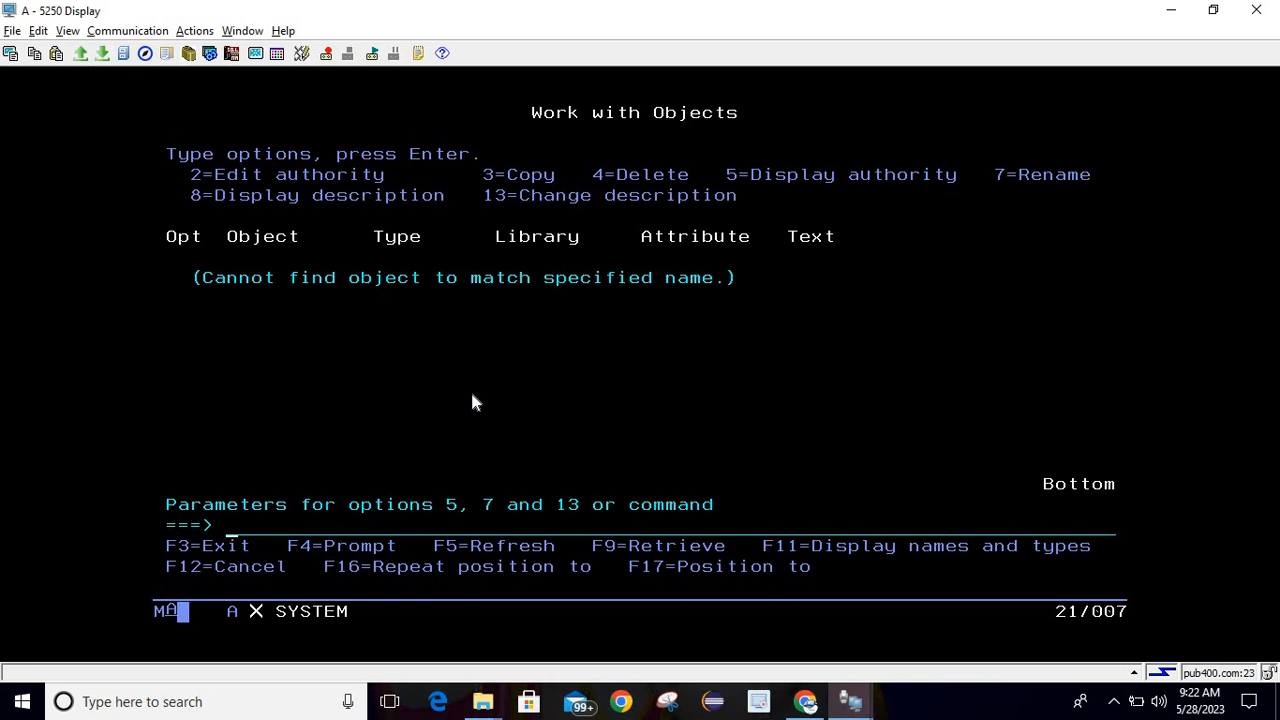 A - 5250 Display
File Edit View Communication Actions Window Help
Work with Objects
Type options, press Enter.
2=Edit authority 3=Copy 4=Delete 5=Display authority 7=Rename
8=Display description 13=Change description
Opt Object Type Library Attribute Text
(Cannot find object to match specified name.)
Bottom
Parameters for options 5, 7 and 13 or command
===>
F3=Exit F4=Prompt F5=Refresh F9=Retrieve F11=Display names and types
F12=Cancel F16=Repeat position to F17=Position to
MA A X SYSTEM 21/007
pub400.com:23
Type here to search
99+
9:22 AM
5/28/2023